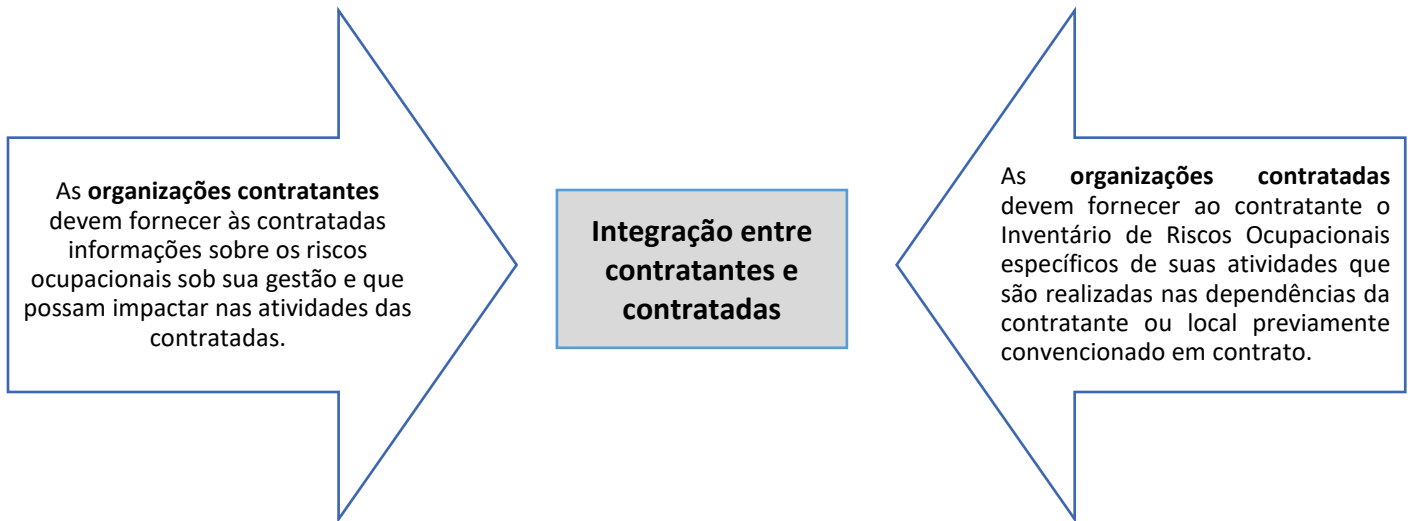 As organizações contratantes
devem fornecer às contratadas
informações sobre os riscos
ocupacionais sob sua gestão e que
possam impactar nas atividades das
contratadas.
Integração entre
contratantes e
contratadas
As organizações contratadas
devem fornecer ao contratante o
Inventário de Riscos Ocupacionais
específicos de suas atividades que
são realizadas nas dependências da
contratante ou local previamente
convencionado em contrato.